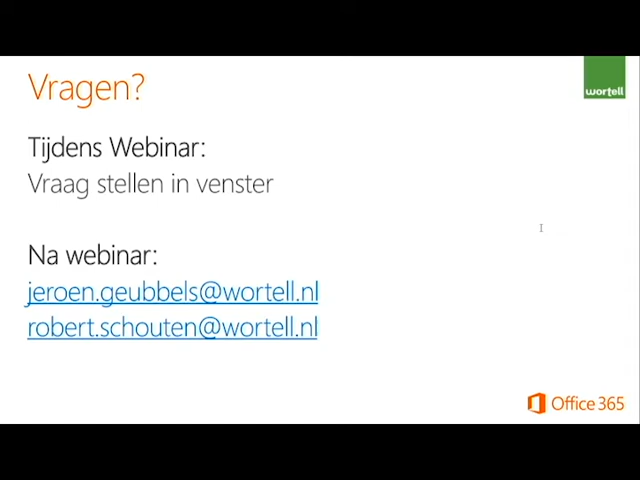 Vragen?
wortell
Tijdens Webinar:
Vraag stellen in venster
Na webinar:
jeroen.geubbels@wortell.nl
robert.schouten@wortell.nl
Office 365